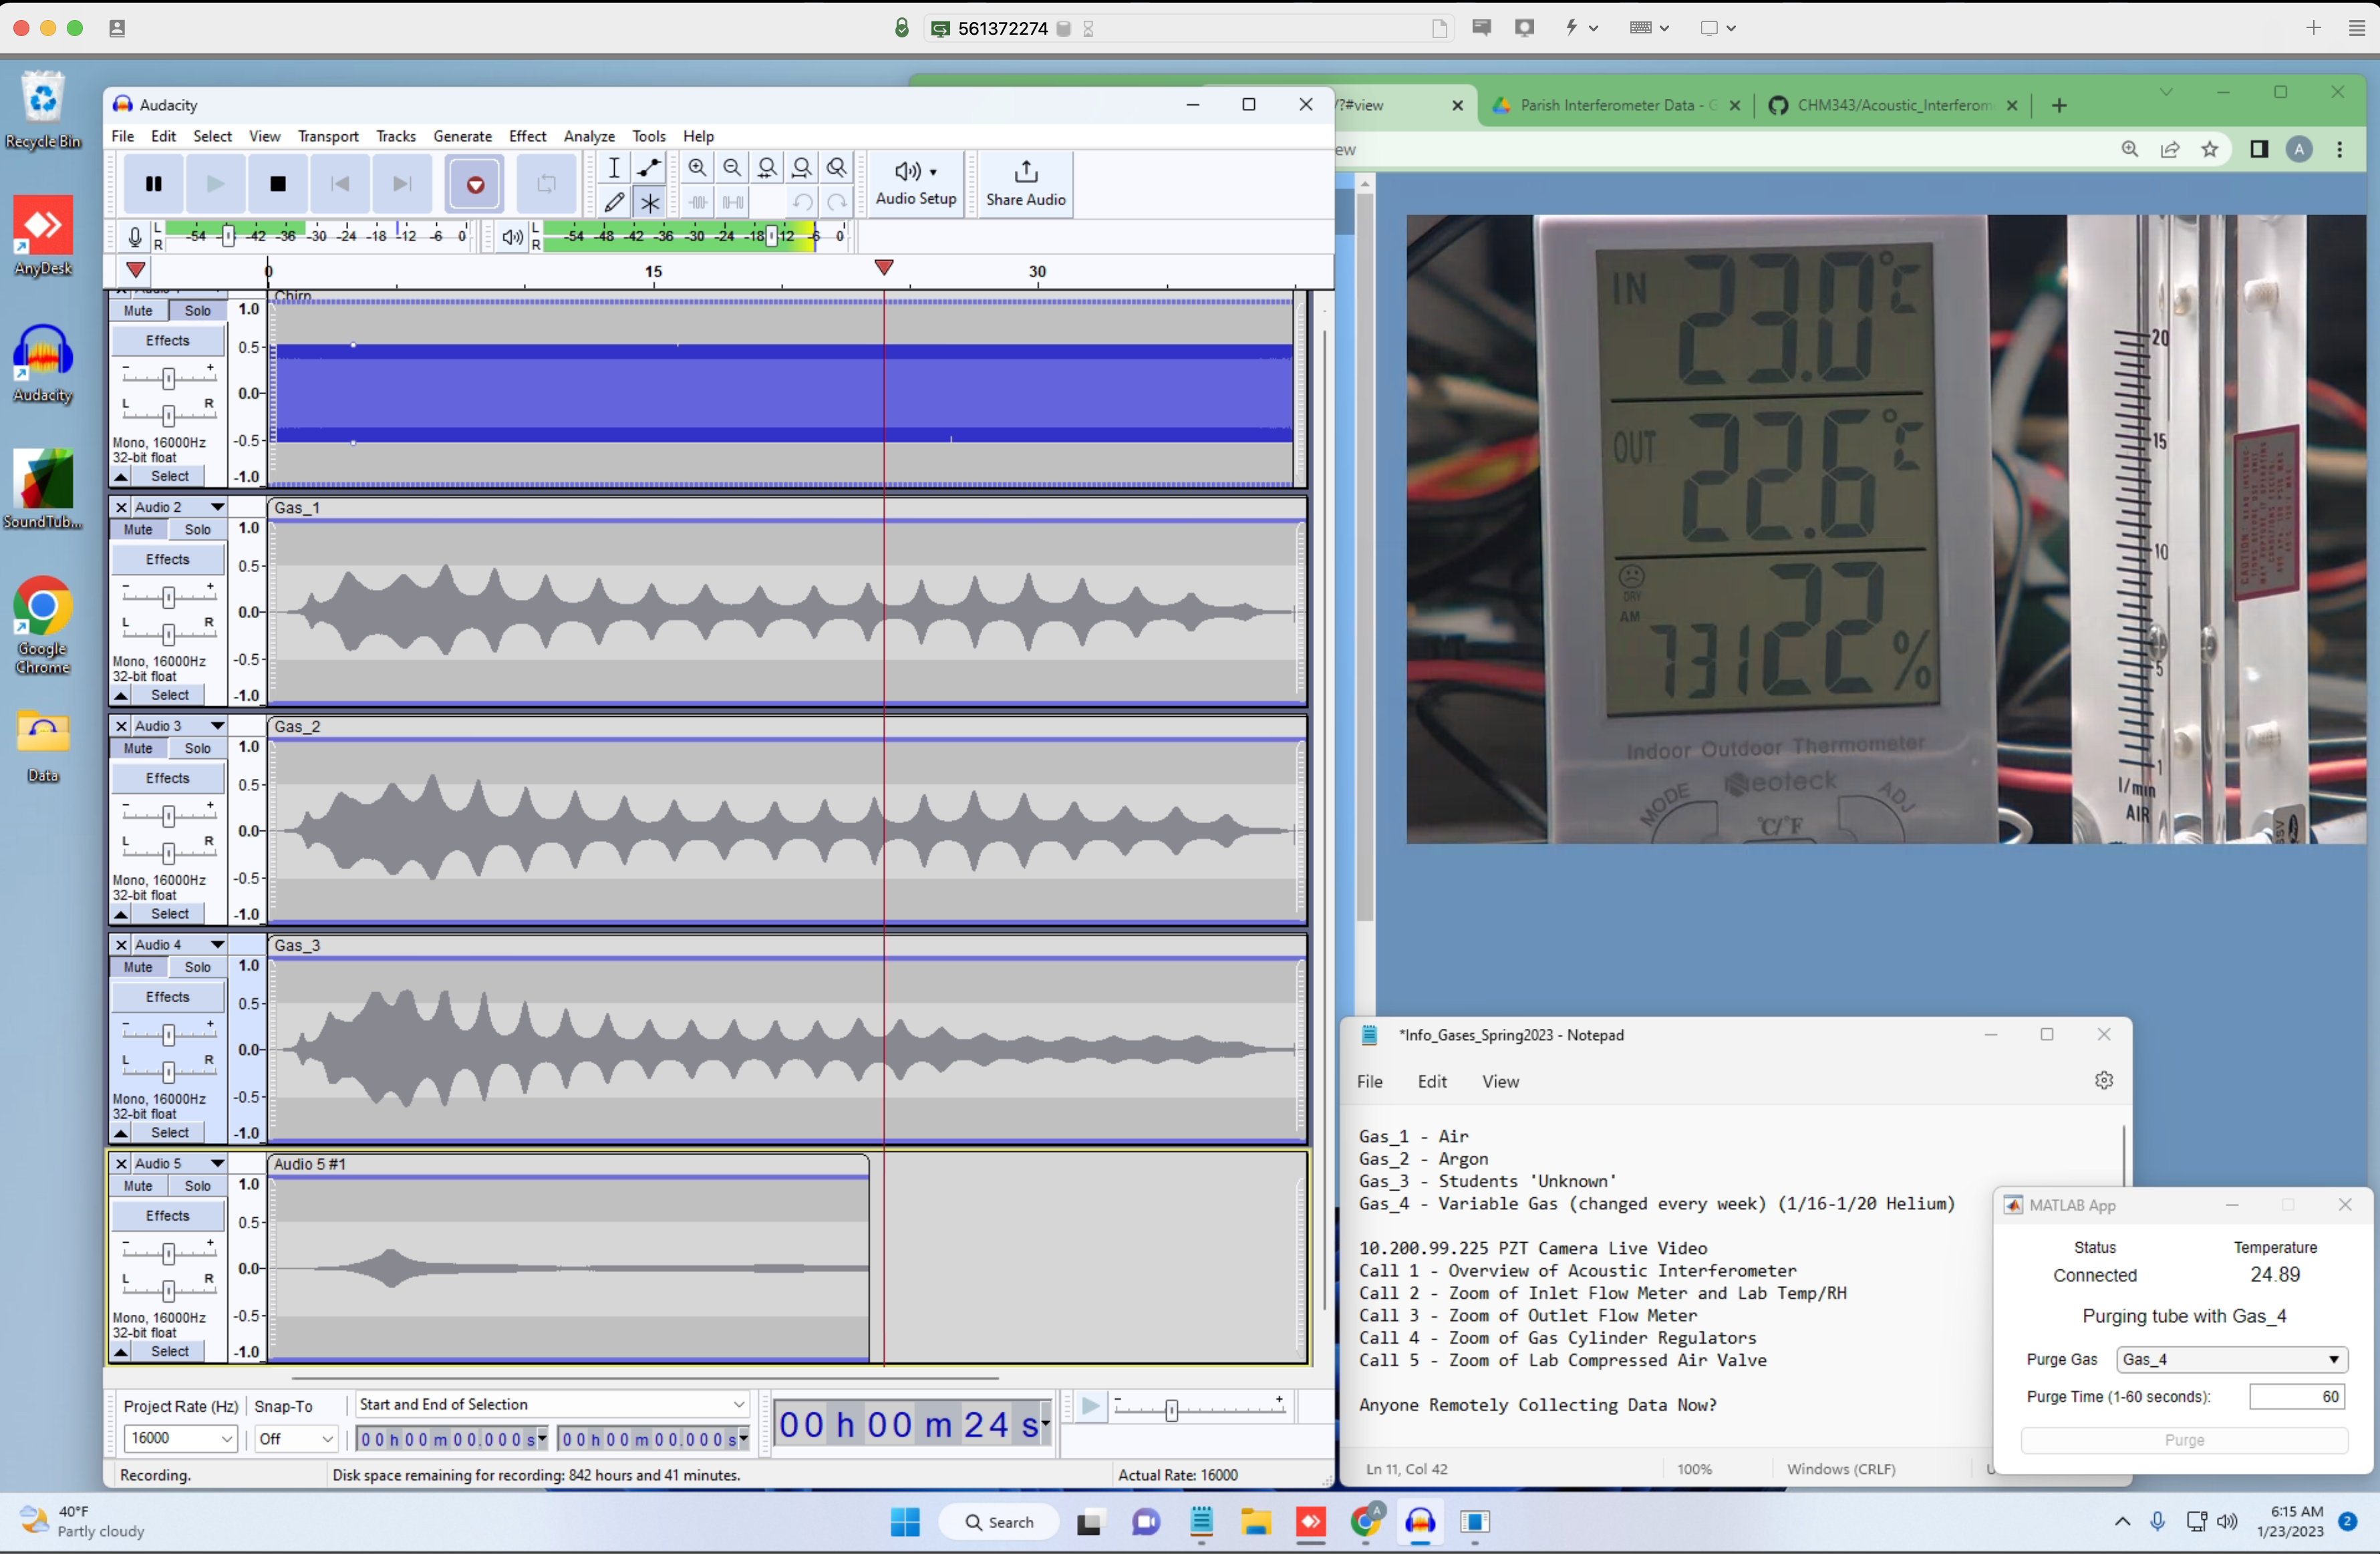 561372274
Recycle Bin
AnyDesk
Audacity
SoundTub...
Google
Chrome
Data
Audacity
File Edit Select View Transport Tracks Generate Effect Analyze Tools Help
Audio Setup
Share Audio
L
R
-54 -42 -36 -30 -24 -18 -12 -6 0
L
R
-54 -48 -42 -36 -30 -24 -18 -12 -6 0
0 15 30
Chirp
Mute Solo
Effects
- +
L R
Mono, 16000Hz
32-bit float
Select
1.0
0.5
0.0
-0.5
-1.0
Audio 2
Gas_1
Mute Solo
Effects
- +
L R
Mono, 16000Hz
32-bit float
Select
1.0
0.5
0.0
-0.5
-1.0
Audio 3
Gas_2
Mute Solo
Effects
- +
L R
Mono, 16000Hz
32-bit float
Select
1.0
0.5
0.0
-0.5
-1.0
Audio 4
Gas_3
Mute Solo
Effects
- +
L R
Mono, 16000Hz
32-bit float
Select
1.0
0.5
0.0
-0.5
-1.0
Audio 5
Audio 5 #1
Mute Solo
Effects
- +
L R
Mono, 16000Hz
32-bit float
Select
1.0
0.5
0.0
-0.5
-1.0
Project Rate (Hz) Snap-To
Start and End of Selection
16000
Off
00 h 00 m 00.000 s
00 h 00 m 00.000 s
00 h 00 m 24 s
Recording.
Disk space remaining for recording: 842 hours and 41 minutes.
Actual Rate: 16000
/?#view
Parish Interferometer Data - G
CHM343/Acoustic_Interferom
ew
A
IN 23.0°C
OUT 22.6°C
DRY
AM
22%
Indoor Outdoor Thermometer
Neoteck
MODE
ADJ
°C/°F
20
15
10
5
1
l/min
AIR
*Info_Gases_Spring2023 - Notepad
File Edit View
Gas_1 - Air
Gas_2 - Argon
Gas_3 - Students 'Unknown'
Gas_4 - Variable Gas (changed every week) (1/16-1/20 Helium)
10.200.99.225 PZT Camera Live Video
Call 1 - Overview of Acoustic Interferometer
Call 2 - Zoom of Inlet Flow Meter and Lab Temp/RH
Call 3 - Zoom of Outlet Flow Meter
Call 4 - Zoom of Gas Cylinder Regulators
Call 5 - Zoom of Lab Compressed Air Valve
Anyone Remotely Collecting Data Now?
Ln 11, Col 42
100%
Windows (CRLF)
MATLAB App
Status
Temperature
Connected
24.89
Purging tube with Gas_4
Purge Gas
Gas_4
Purge Time (1-60 seconds):
60
Purge
40°F
Partly cloudy
Search
A
6:15 AM
1/23/2023
2